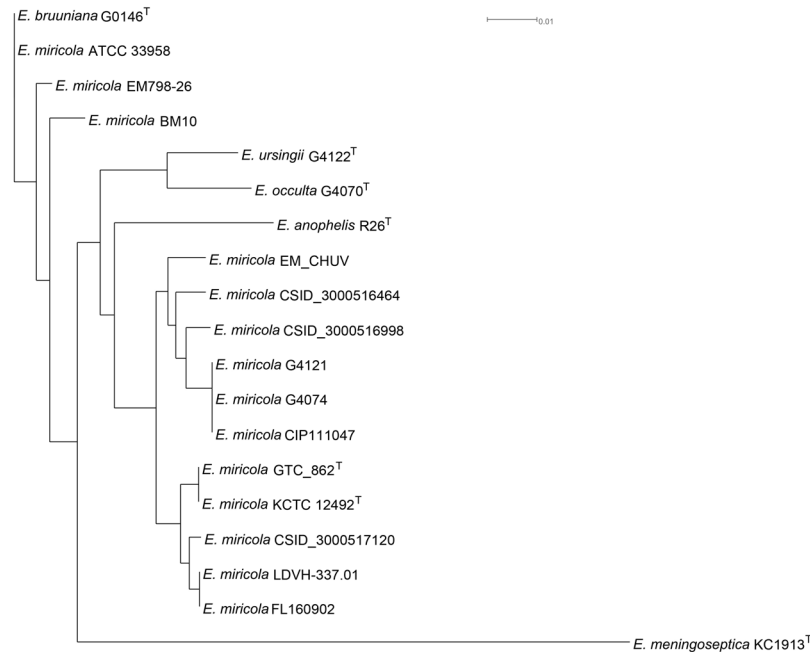 E. bruuniana G0146T
0.01
E. miricola ATCC 33958
E. miricola EM798-26
E. miricola BM10
E. ursingii G4122T
E. occulta G4070T
E. anophelis R26T
E. miricola EM_CHUV
E. miricola CSID_3000516464
E. miricola CSID_3000516998
E. miricola G4121
E. miricola G4074
E. miricola CIP111047
E. miricola GTC_862T
E. miricola KCTC 12492T
E. miricola CSID_3000517120
E. miricola LDVH-337.01
E. miricola FL160902
E. meningoseptica KC1913T